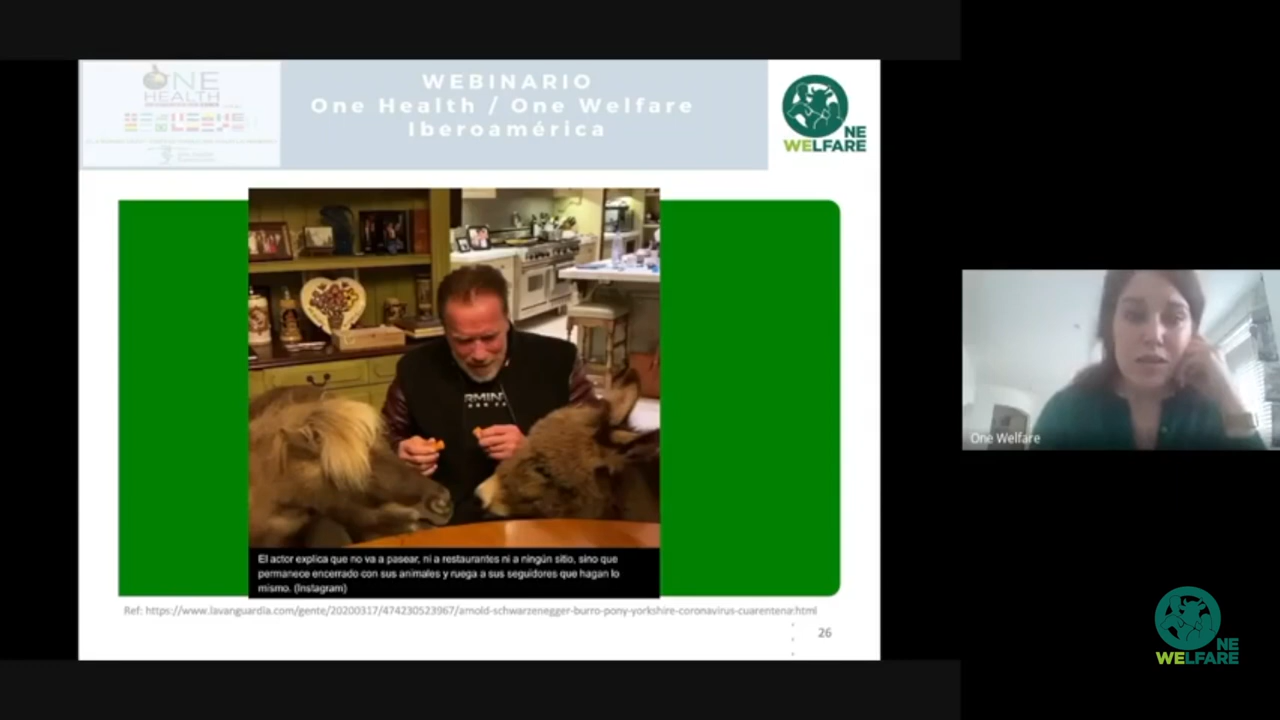 ONE
HEALTH
WEBINARIO
One Health / One Welfare
Iberoamérica
ONE
WELFARE
El actor explica que no va a pasear, ni a restaurantes ni a ningún sitio, sino que
permanece encerrado con sus animales y ruega a sus seguidores que hagan lo
mismo. (Instagram)
Ref: https://www.lavanguardia.com/gente/20200317/474230523967/arnold-schwarzenegger-burro-pony-yorkshire-coronavirus-cuarentena.html
26
One Welfare
ONE
WELFARE